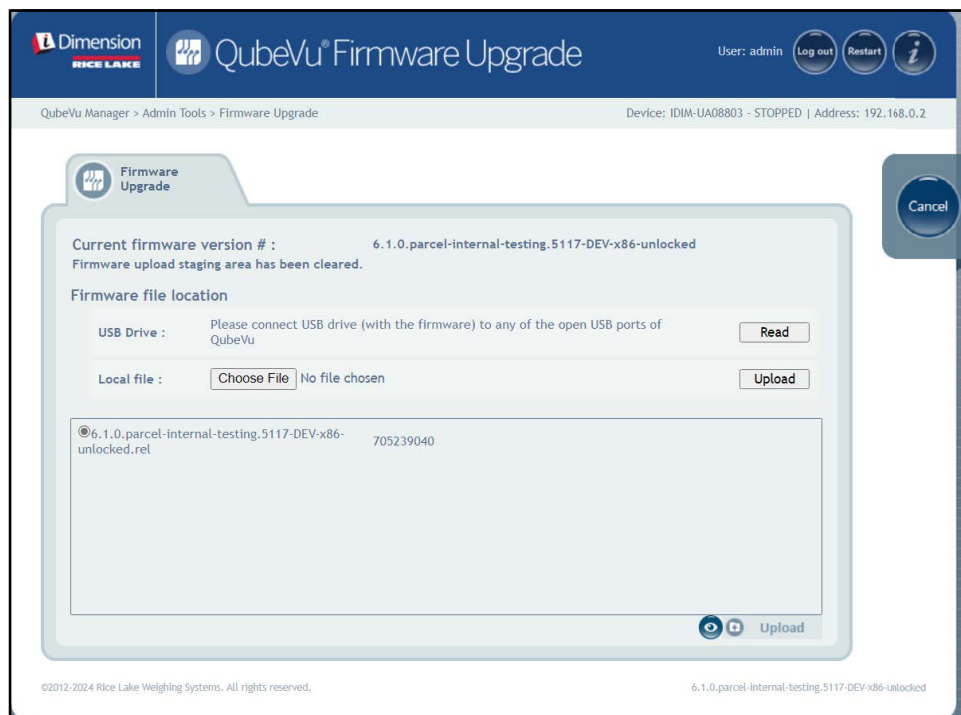 Dimension
RICE LAKE
QubeVu® Firmware Upgrade
User: admin
Log out
Restart
i
QubeVu Manager > Admin Tools > Firmware Upgrade
Device: IDIM-UA08803 - STOPPED | Address: 192.168.0.2
Firmware
Upgrade
Cancel
Current firmware version # : 6.1.0.parcel-internal-testing.5117-DEV-x86-unlocked
Firmware upload staging area has been cleared.
Firmware file location
USB Drive : Please connect USB drive (with the firmware) to any of the open USB ports of
QubeVu
Read
Local file : Choose File No file chosen Upload
6.1.0.parcel-internal-testing.5117-DEV-x86-
unlocked.rel
705239040
Upload
©2012-2024 Rice Lake Weighing Systems. All rights reserved.
6.1.0.parcel-internal-testing.5117-DEV-x86-unlocked